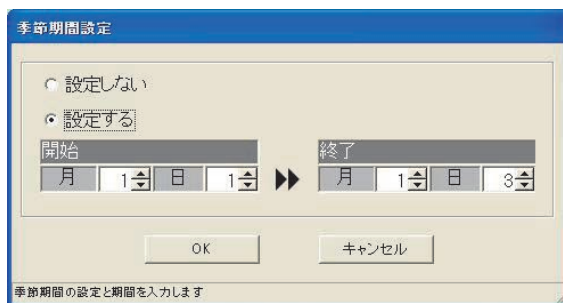 季節期間設定
設定しない
設定する
開始 終了
月 1 日 1 月 1 日 3
OK キャンセル
季節期間の設定と期間を入力します